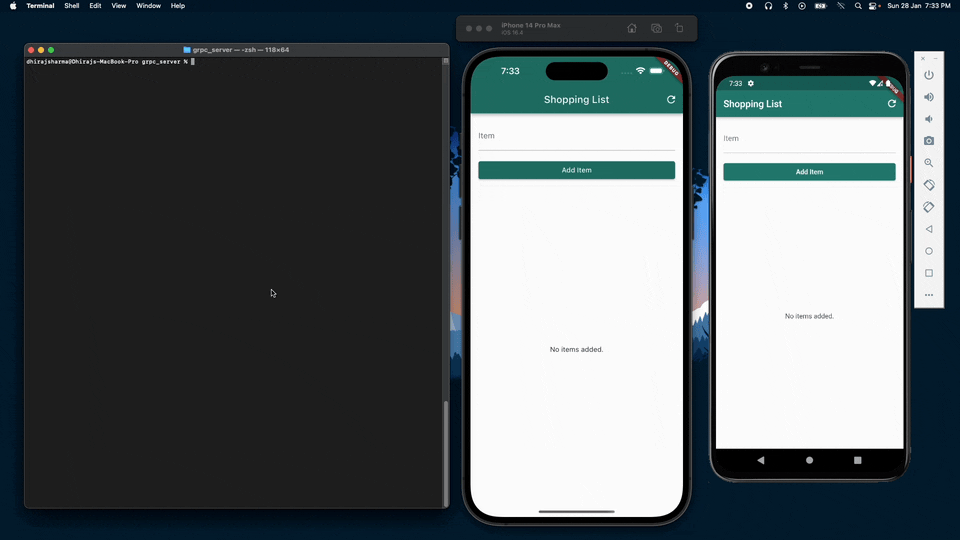 Terminal Shell Edit View Window Help
Sun 28 Jan 7:33 PM
grpc_server — -zsh — 118×64
dhirajsharma@Dhirajs-MacBook-Pro grpc_server %
iPhone 14 Pro Max
iOS 16.4
7:33
DEBUG
Shopping List
Item
Add Item
No items added.
7:33
Shopping List
Item
Add Item
No items added.